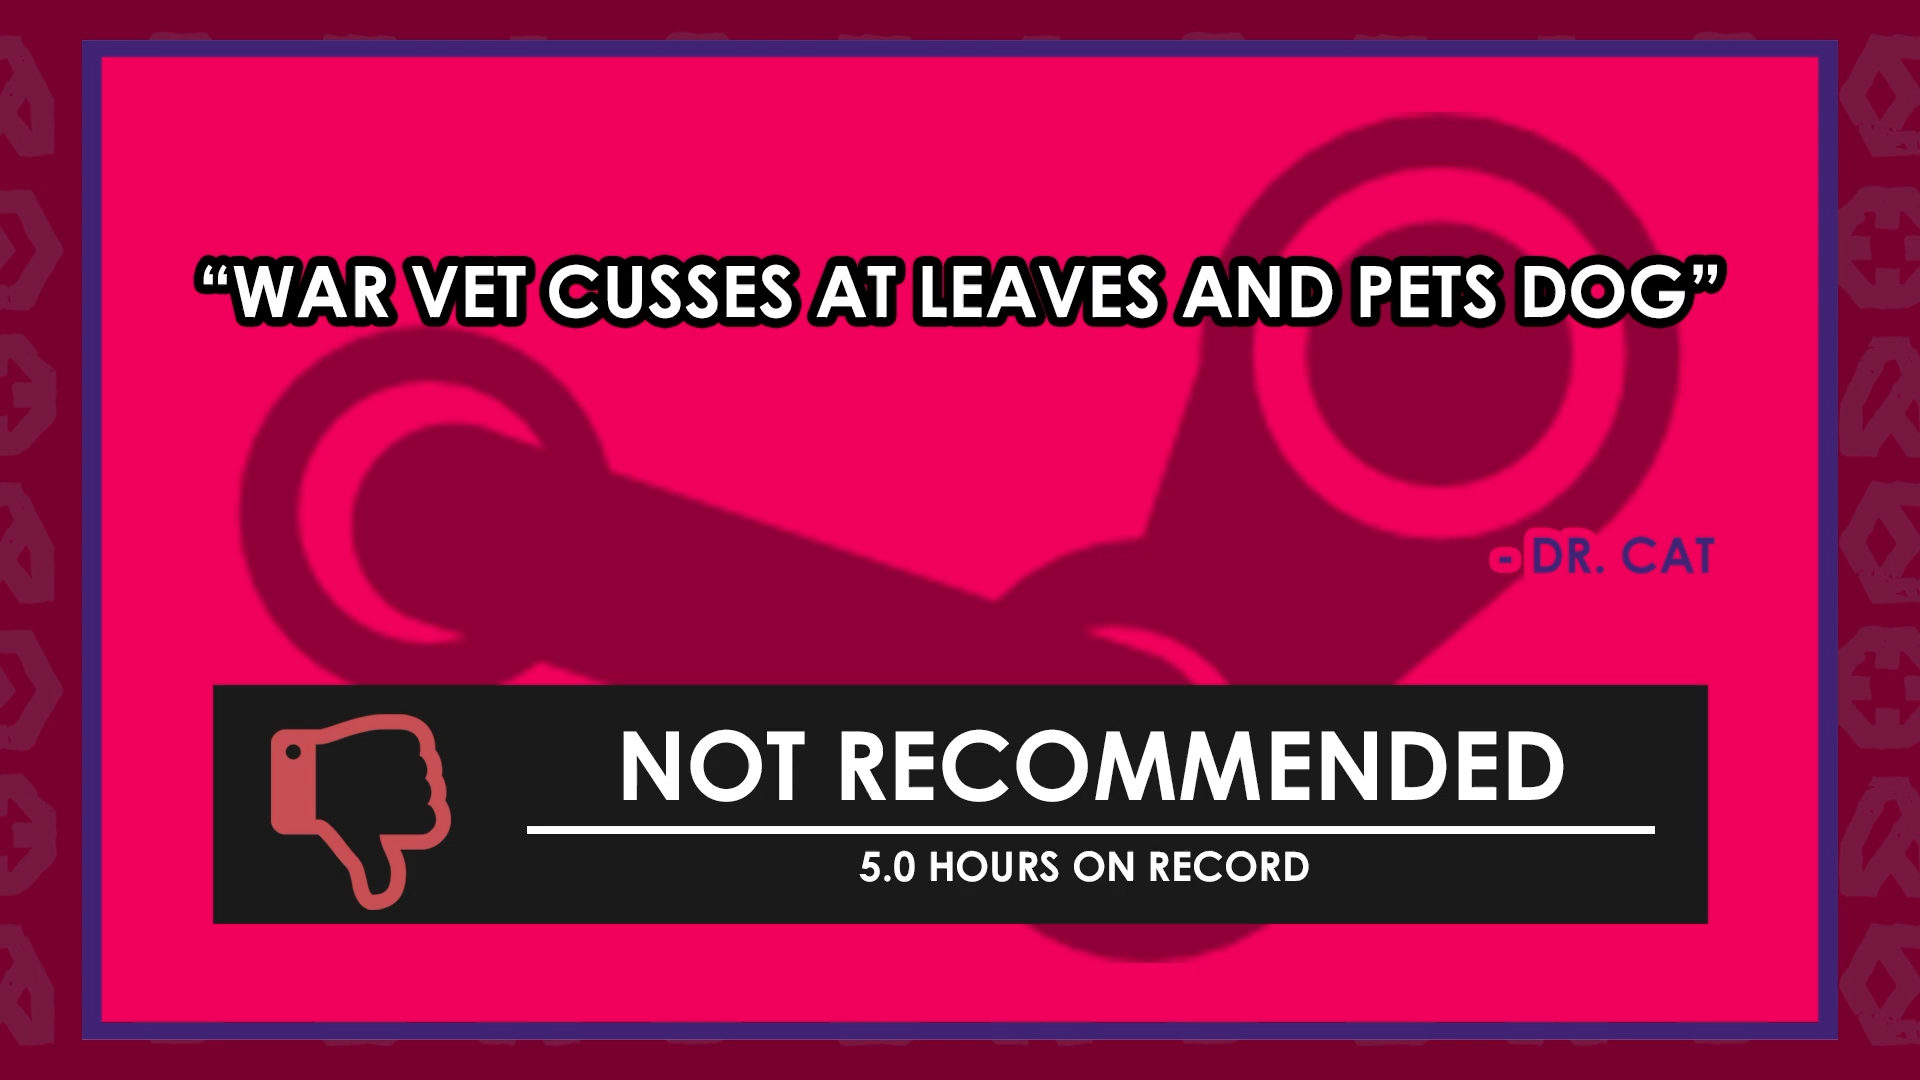 “WAR VET CUSSES AT LEAVES AND PETS DOG”
- DR. CAT
NOT RECOMMENDED
5.0 HOURS ON RECORD